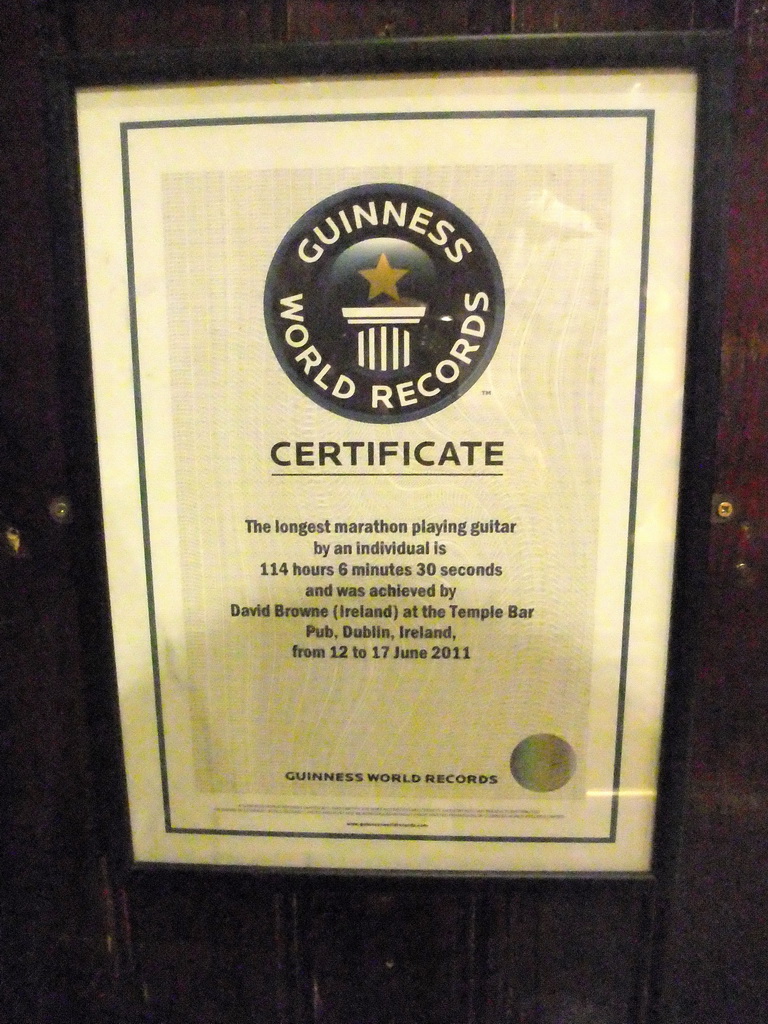 GUINNESS
WORLD RECORDS
™
CERTIFICATE
The longest marathon playing guitar
by an individual is
114 hours 6 minutes 30 seconds
and was achieved by
David Browne (Ireland) at the Temple Bar
Pub, Dublin, Ireland,
from 12 to 17 June 2011
GUINNESS WORLD RECORDS